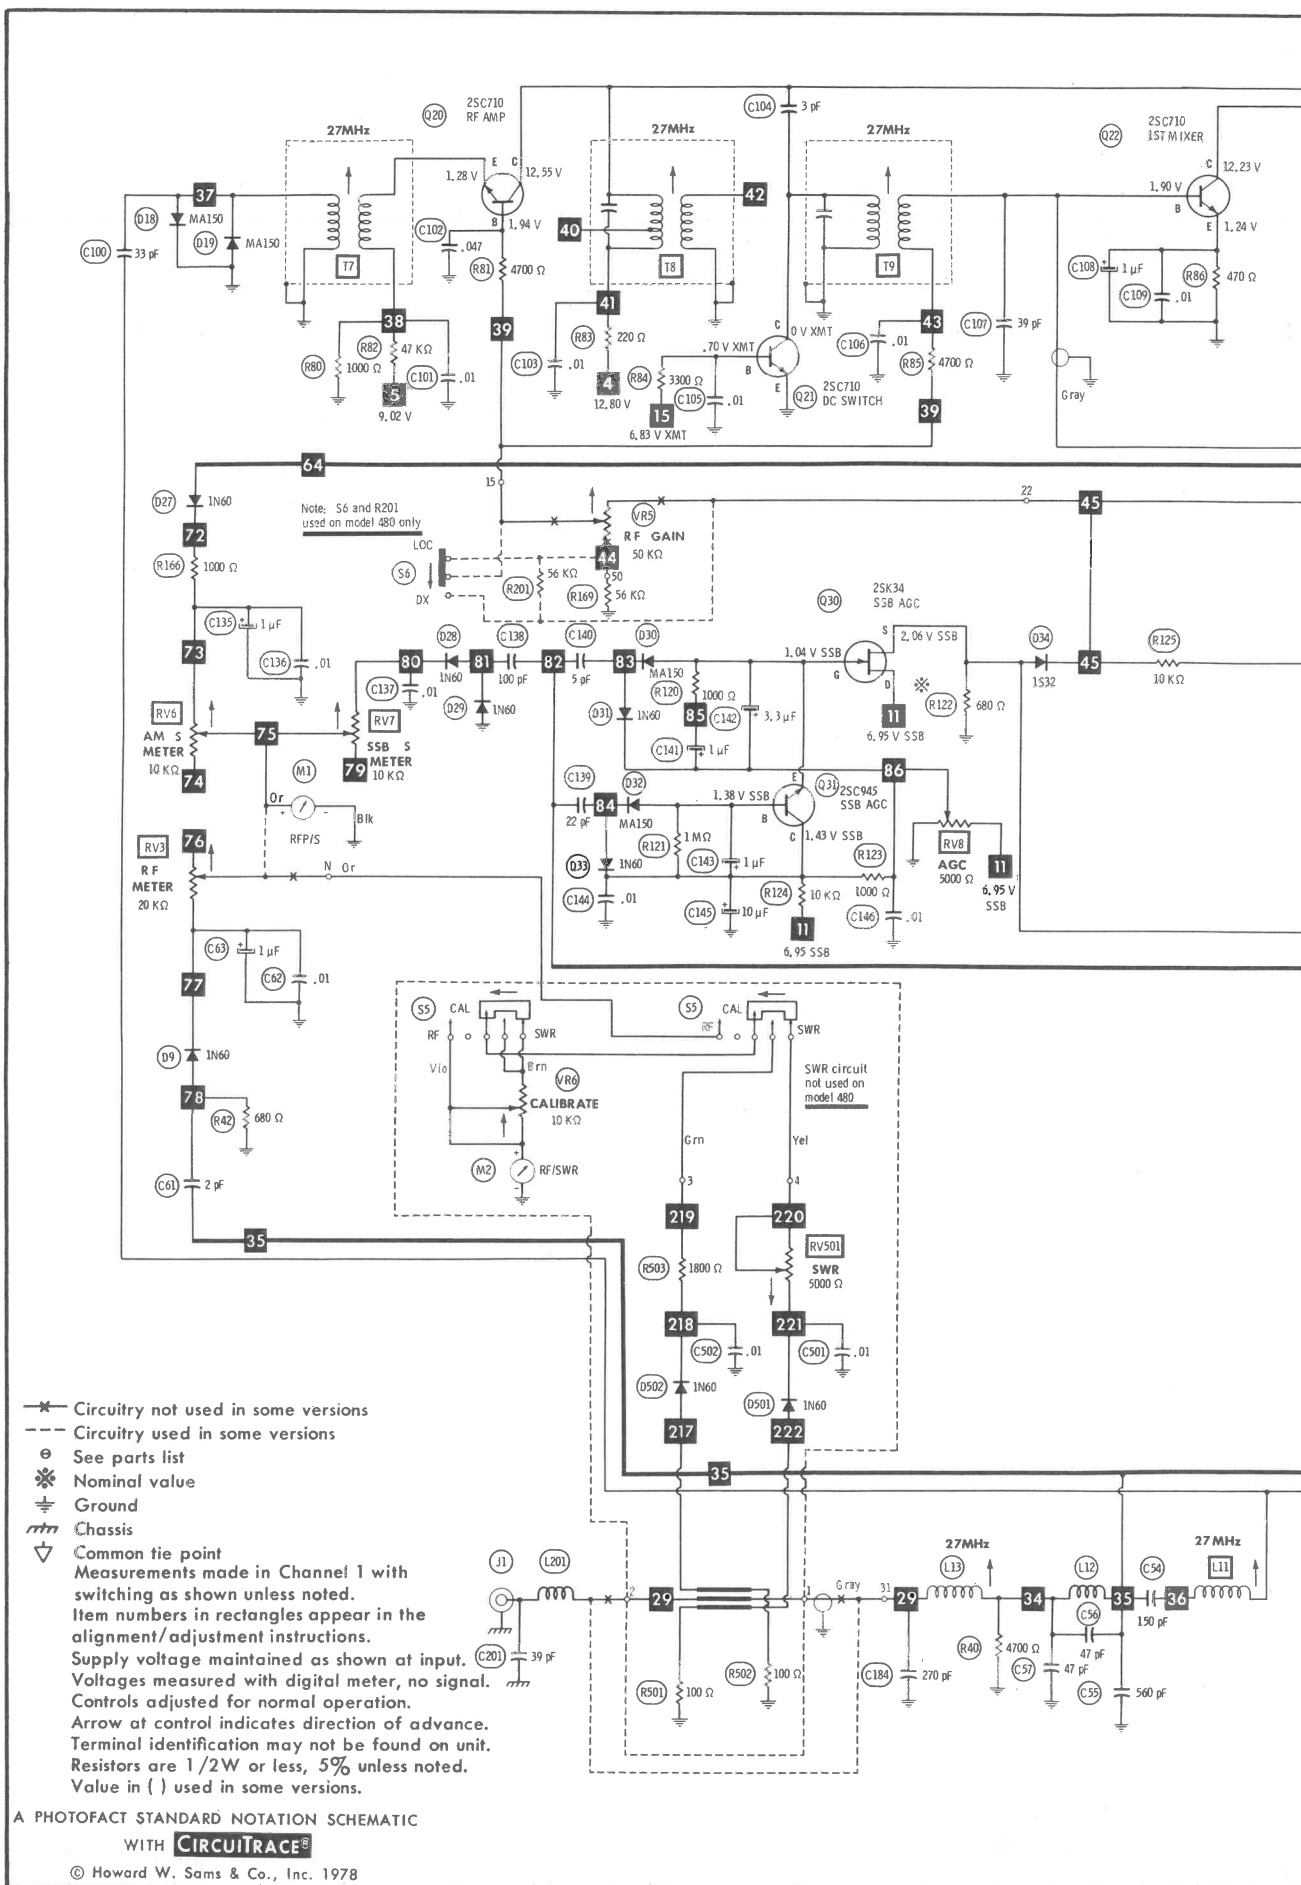 2SC710
RF AMP
Q20
27MHz
27MHz
C104
3 pF
27MHz
Q22
2SC710
1ST MIXER
E
C
1.28 V
12.55 V
B
1.94 V
37
D18
MA150
D19
MA150
C100
33 pF
T7
C102
.047
R81
4700 Ω
40
42
T8
T9
C
12.23 V
1.90 V
B
E
1.24 V
C108
1 µF
C109
.01
R86
470 Ω
38
R80
1000 Ω
R82
47 KΩ
C101
.01
5
9.02 V
39
41
C103
.01
R83
220 Ω
4
12.80 V
R84
3300 Ω
C105
.01
15
6.83 V XMT
.70 V XMT
C
0 V XMT
B
E
Q21
2SC710
DC SWITCH
C106
.01
43
R85
4700 Ω
39
C107
39 pF
Gray
64
D27
1N60
72
R166
1000 Ω
Note: S6 and R201
used on model 480 only
15
LOC
S6
DX
R201
56 KΩ
VR5
RF GAIN
50 KΩ
44
50
R169
56 KΩ
22
45
2SK34
SSB AGC
Q30
S
2.06 V SSB
1.04 V SSB
G
D
D34
1S32
45
R125
10 KΩ
R122
680 Ω
11
6.95 V SSB
C135
1 µF
C136
.01
73
RV6
AM S
METER
10 KΩ
74
75
80
C137
.01
RV7
SSB S
METER
10 KΩ
79
D28
1N60
81
D29
1N60
C138
100 pF
82
C140
5 pF
83
D30
MA150
D31
1N60
R120
1000 Ω
85
C142
3.3 µF
C141
1 µF
C139
22 pF
84
D32
MA150
1.38 V SSB
Q31
2SC945
SSB AGC
E
B
C
1.43 V SSB
86
RV8
AGC
5000 Ω
11
6.95 V
SSB
M1
Or
+
-
Blk
RFP/S
76
RV3
RF
METER
20 KΩ
N
Or
D33
1N60
C144
.01
R121
1 MΩ
C143
1 µF
C145
10 µF
R124
10 KΩ
11
6.95 SSB
R123
1000 Ω
C146
.01
C63
1 µF
C62
.01
77
D9
1N60
78
R42
680 Ω
C61
2 pF
35
S5
CAL
RF
SWR
Vio
Brn
VR6
CALIBRATE
10 KΩ
M2
+
-
RF/SWR
S5
CAL
RF
SWR
SWR circuit
not used on
model 480
Grn
Yel
3
4
219
220
R503
1800 Ω
RV501
SWR
5000 Ω
218
221
C502
.01
C501
.01
D502
1N60
D501
1N60
217
222
35
Circuitry not used in some versions
Circuitry used in some versions
See parts list
Nominal value
Ground
Chassis
Common tie point
Measurements made in Channel 1 with
switching as shown unless noted.
Item numbers in rectangles appear in the
alignment/adjustment instructions.
Supply voltage maintained as shown at input.
Voltages measured with digital meter, no signal.
Controls adjusted for normal operation.
Arrow at control indicates direction of advance.
Terminal identification may not be found on unit.
Resistors are 1/2W or less, 5% unless noted.
Value in ( ) used in some versions.
J1
L201
C201
39 pF
2
29
R501
100 Ω
R502
100 Ω
1
Gray
31
29
C184
270 pF
27MHz
L13
34
R40
4700 Ω
L12
C56
47 pF
C57
47 pF
35
C55
560 pF
C54
150 pF
36
27 MHz
L11
A PHOTOFACT STANDARD NOTATION SCHEMATIC
WITH CIRCUITRACE®
© Howard W. Sams & Co., Inc. 1978